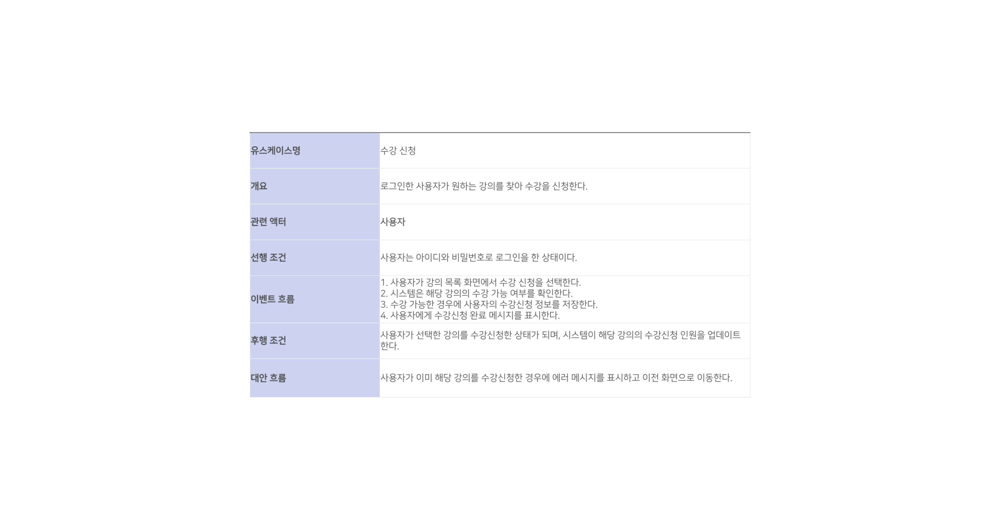 유스케이스명
수강 신청
개요
로그인한 사용자가 원하는 강의를 찾아 수강을 신청한다.
관련 액터
사용자
선행 조건
사용자는 아이디와 비밀번호로 로그인을 한 상태이다.
이벤트 흐름
1. 사용자가 강의 목록 화면에서 수강 신청을 선택한다.
2. 시스템은 해당 강의의 수강 가능 여부를 확인한다.
3. 수강 가능한 경우에 사용자의 수강신청 정보를 저장한다.
4. 사용자에게 수강신청 완료 메시지를 표시한다.
후행 조건
사용자가 선택한 강의를 수강신청한 상태가 되며, 시스템이 해당 강의의 수강신청 인원을 업데이트
한다.
대안 흐름
사용자가 이미 해당 강의를 수강신청한 경우에 에러 메시지를 표시하고 이전 화면으로 이동한다.